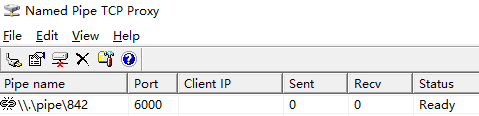 Named Pipe TCP Proxy
File Edit View Help
Pipe name Port Client IP Sent Recv Status
\\.\pipe\842 6000 0 0 Ready